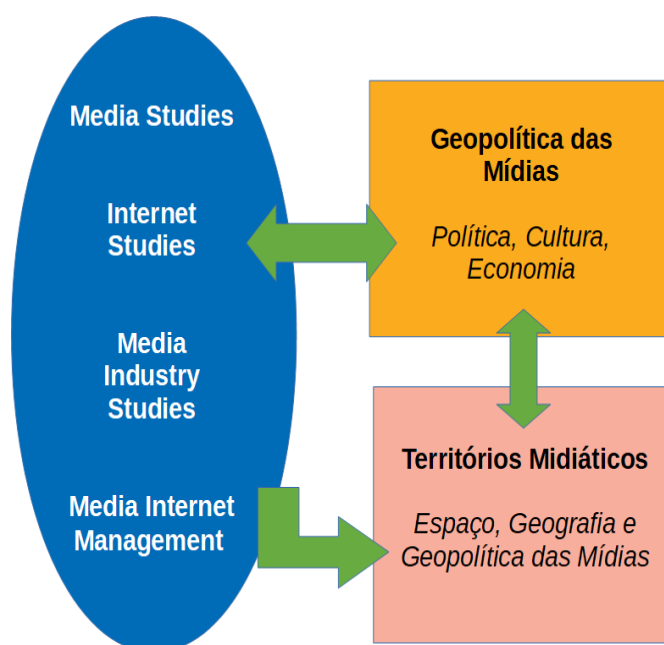 Media Studies
Internet
Studies
Media
Industry
Studies
Media Internet
Management
Geopolítica das
Mídias
Política, Cultura,
Economia
Territórios Midiáticos
Espaço, Geografia e
Geopolítica das Mídias